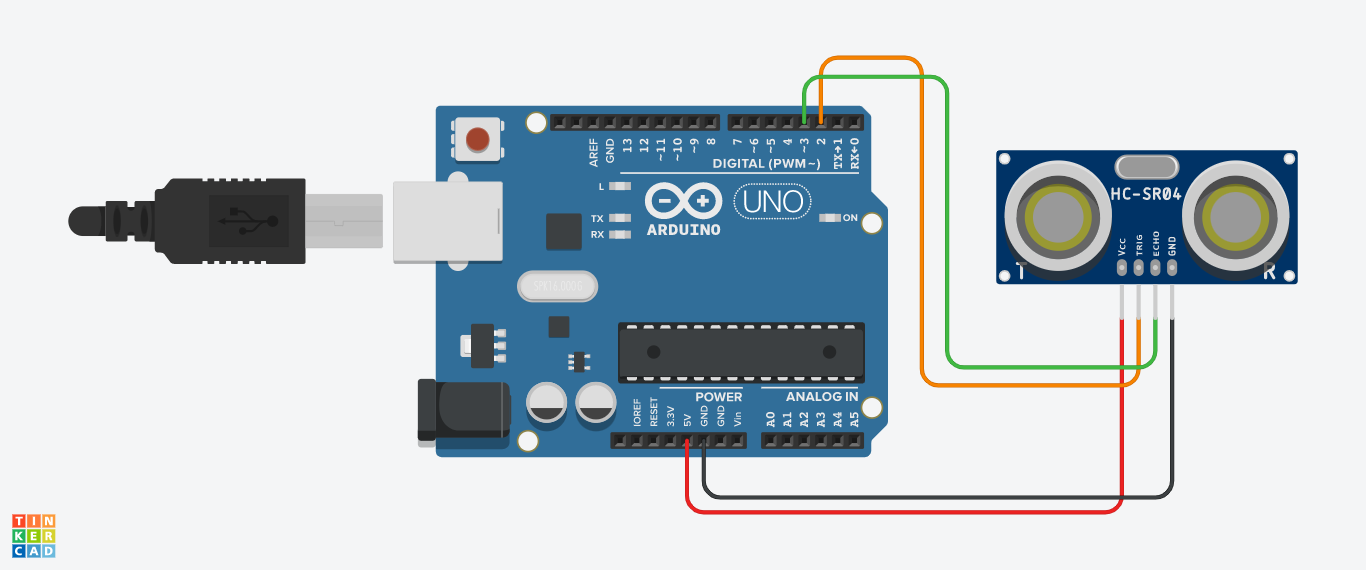 AREF
GND
13
12
~11
~10
~9
8
7
~6
~5
4
~3
2
TX→1
RX←0
DIGITAL (PWM ~)
L
TX
RX
UNO
ARDUINO
ON
HC-SR04
VCC
TRIG
ECHO
GND
T
R
POWER
ANALOG IN
IOREF
RESET
3.3V
5V
GND
GND
Vin
A0
A1
A2
A3
A4
A5
TIN
KER
CAD